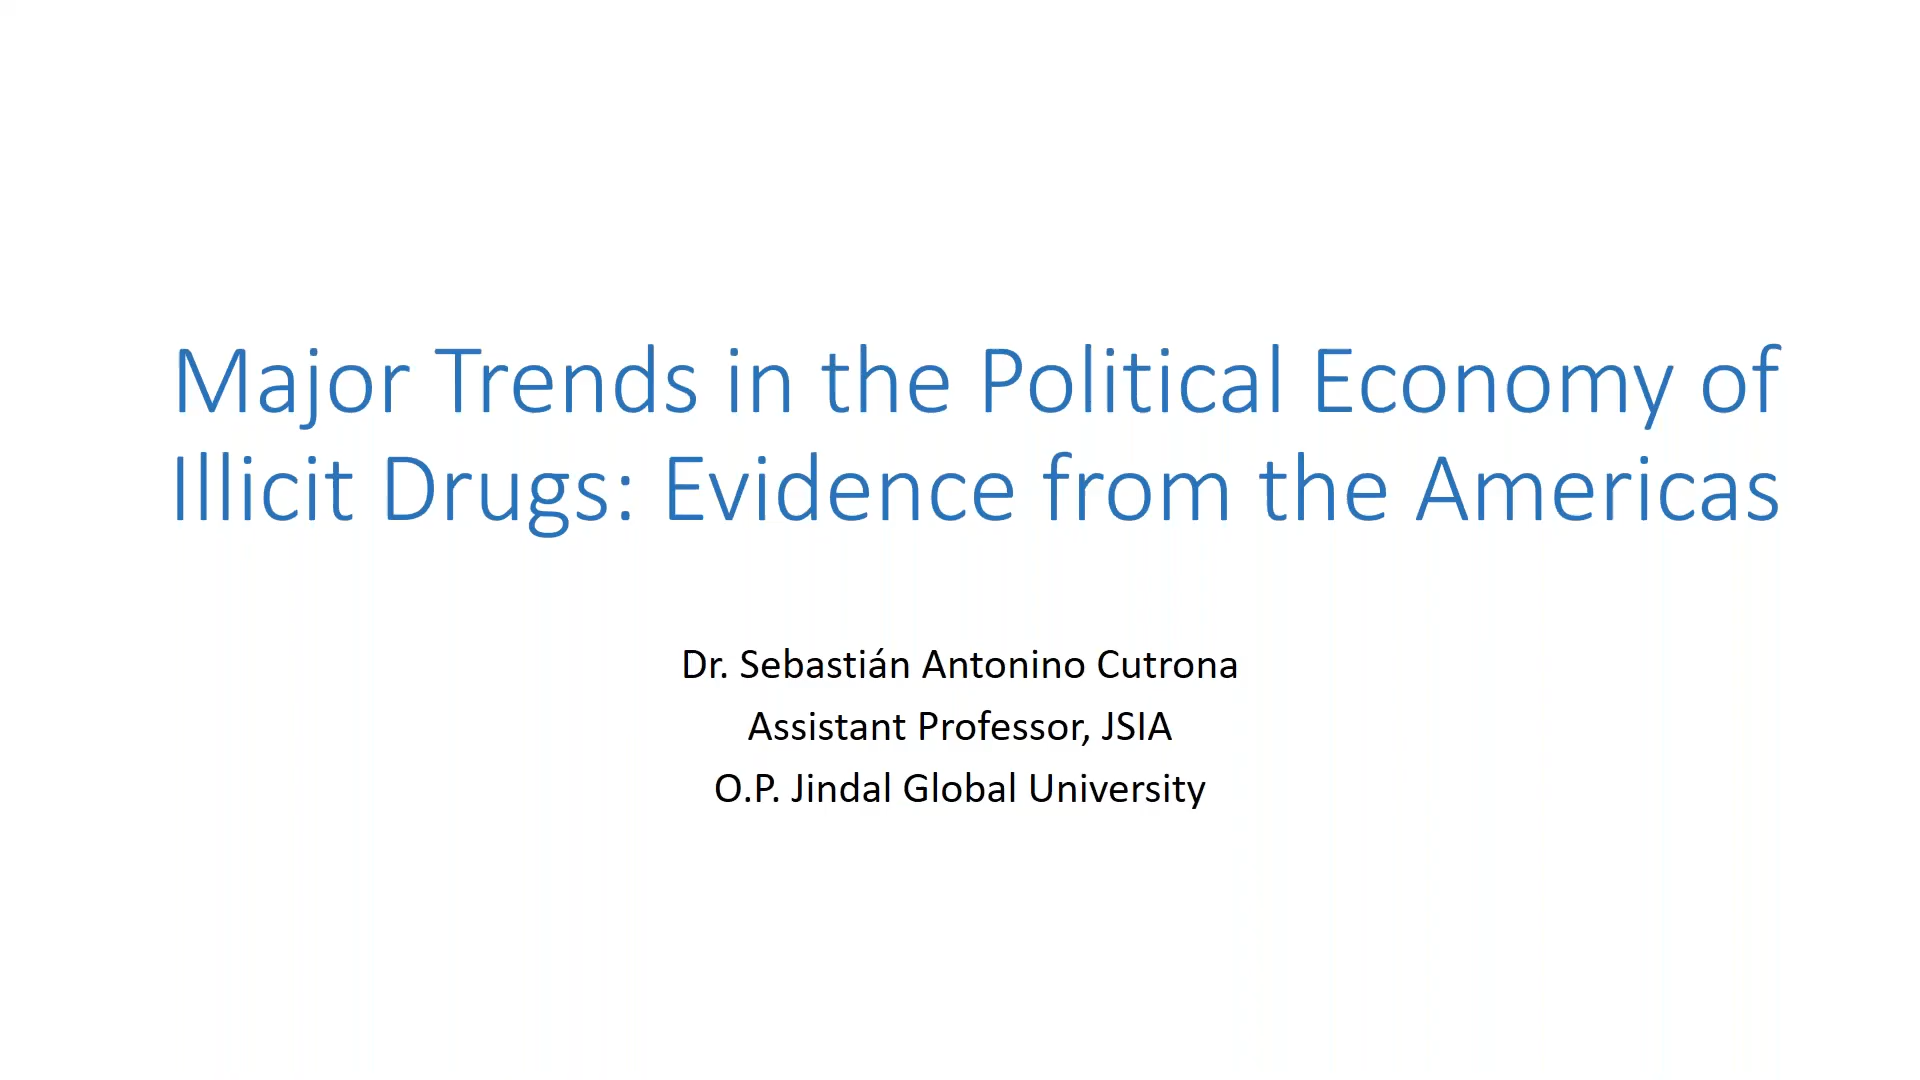 Major Trends in the Political Economy of
Illicit Drugs: Evidence from the Americas
Dr. Sebastián Antonino Cutrona
Assistant Professor, JSIA
O.P. Jindal Global University